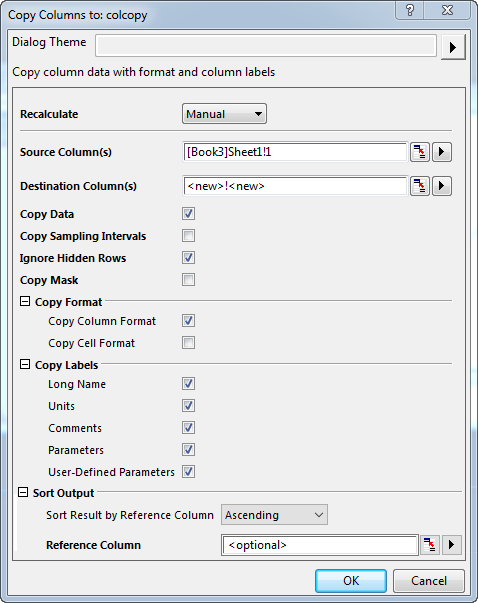 Copy Columns to: colcopy
Dialog Theme
Copy column data with format and column labels
Recalculate Manual
Source Column(s) [Book3]Sheet1!1
Destination Column(s) <new>!<new>
Copy Data
Copy Sampling Intervals
Ignore Hidden Rows
Copy Mask
Copy Format
Copy Column Format
Copy Cell Format
Copy Labels
Long Name
Units
Comments
Parameters
User-Defined Parameters
Sort Output
Sort Result by Reference Column Ascending
Reference Column <optional>
OK Cancel